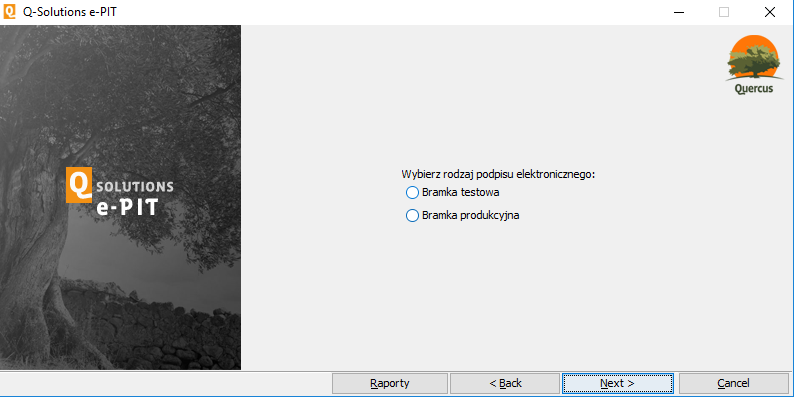 Q-Solutions e-PIT
Quercus
Q SOLUTIONS
e-PIT
Wybierz rodzaj podpisu elektronicznego:
Bramka testowa
Bramka produkcyjna
Raporty
< Back
Next >
Cancel